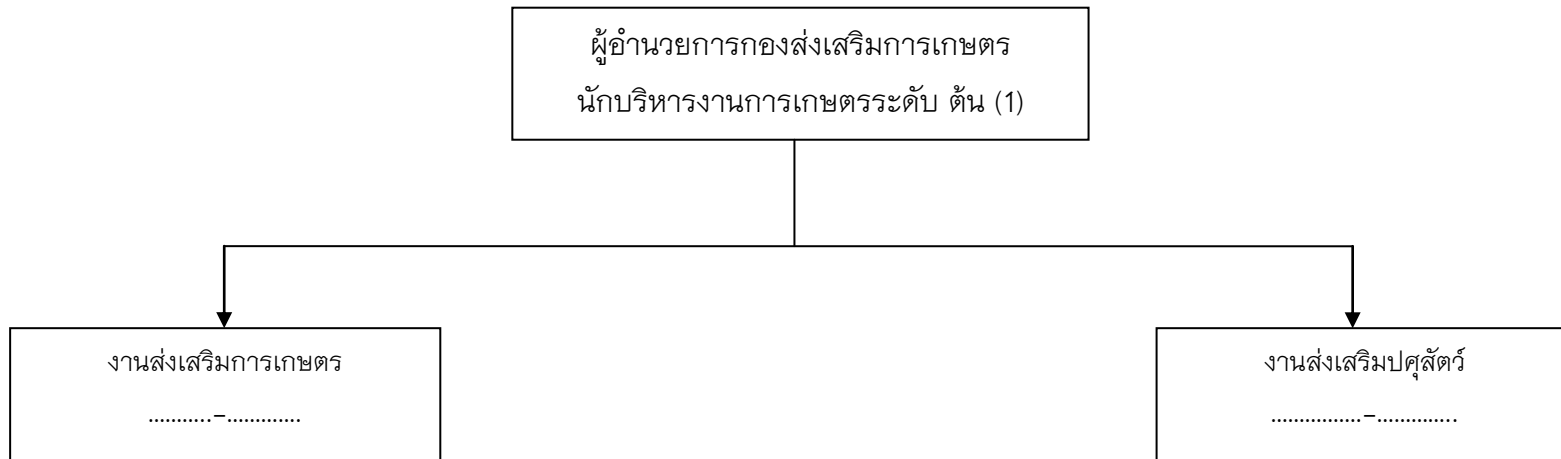 ผู้อำนวยการกองส่งเสริมการเกษตร
นักบริหารงานการเกษตรระดับ ต้น (1)
งานส่งเสริมการเกษตร
...........–.............
งานส่งเสริมปศุสัตว์
................–..............